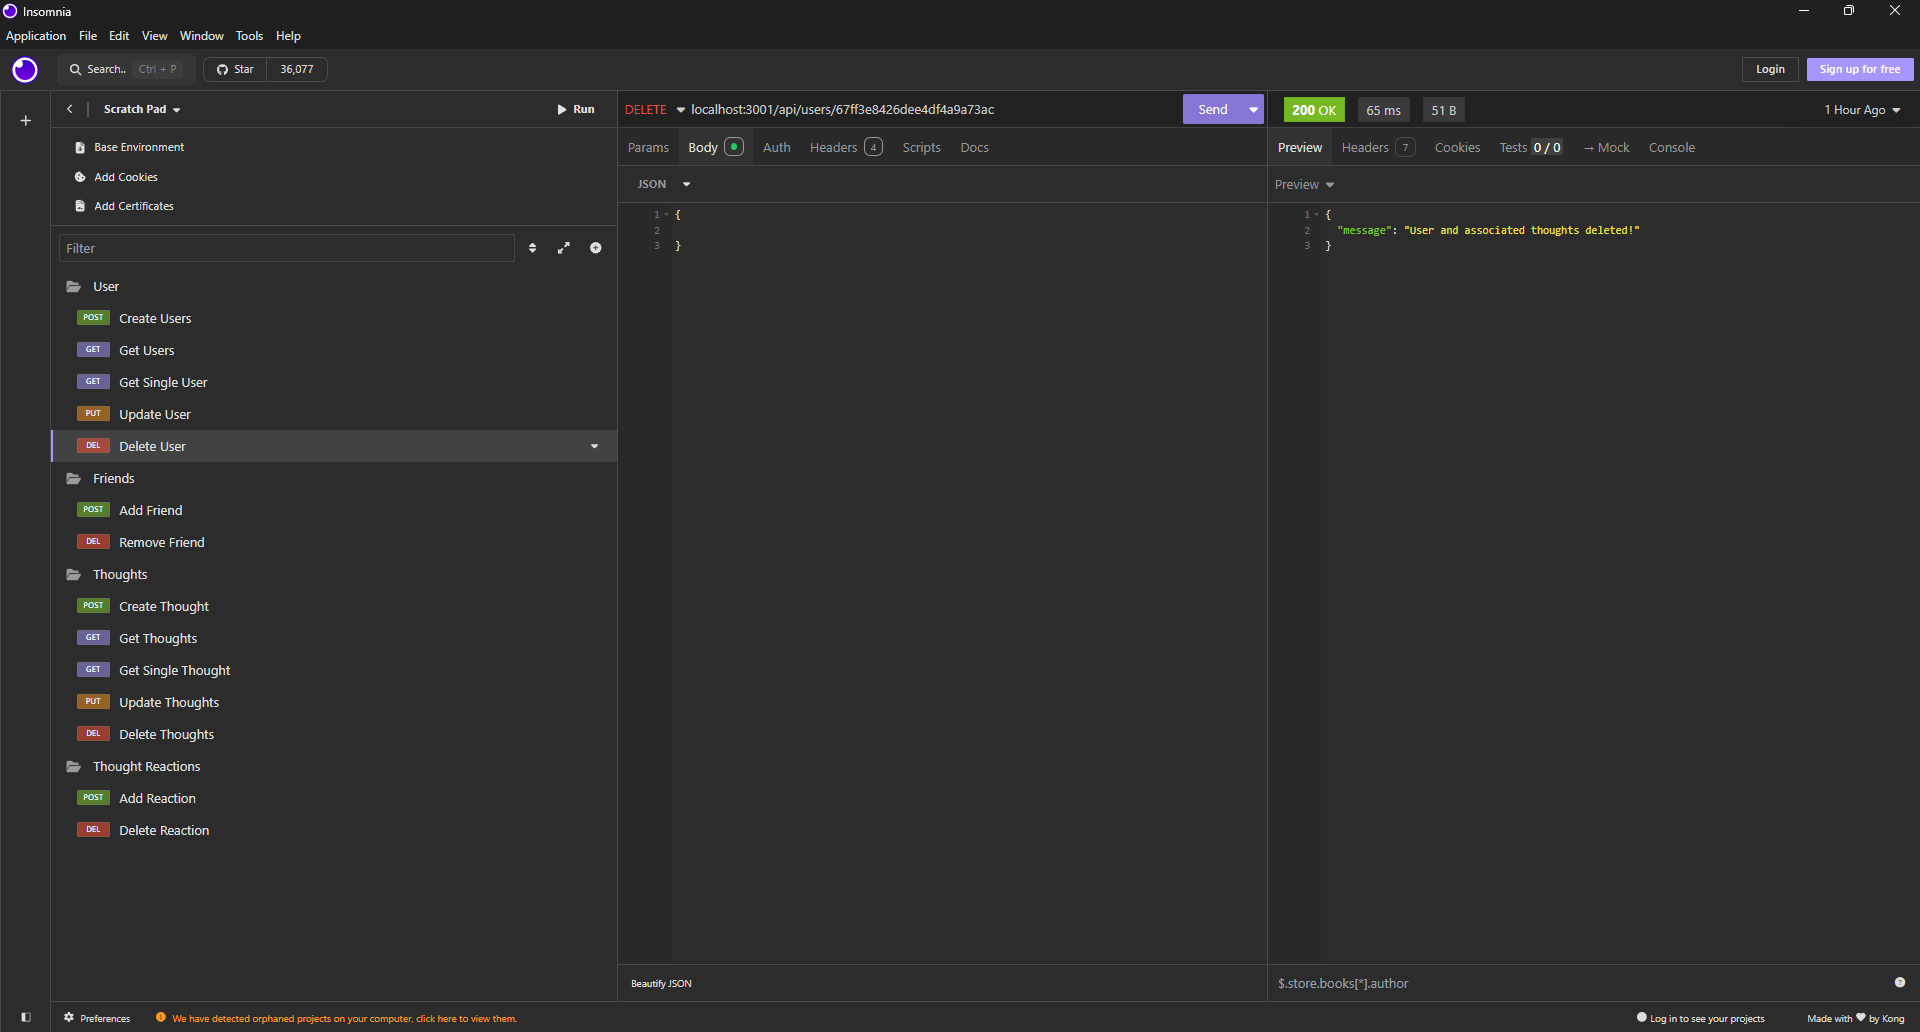 Insomnia
Application File Edit View Window Tools Help
Search.. Ctrl + P Star 36,077 Login Sign up for free
Scratch Pad Run
Base Environment
Add Cookies
Add Certificates
Filter
User
POST Create Users
GET Get Users
GET Get Single User
PUT Update User
DEL Delete User
Friends
POST Add Friend
DEL Remove Friend
Thoughts
POST Create Thought
GET Get Thoughts
GET Get Single Thought
PUT Update Thoughts
DEL Delete Thoughts
Thought Reactions
POST Add Reaction
DEL Delete Reaction
DELETE localhost:3001/api/users/67ff3e8426dee4df4a9a73ac Send
Params Body Auth Headers 4 Scripts Docs
JSON
1 {
2
3 }
Beautify JSON
200 OK 65 ms 51 B 1 Hour Ago
Preview Headers 7 Cookies Tests 0 / 0 → Mock Console
Preview
1 {
2 "message": "User and associated thoughts deleted!"
3 }
$.store.books[*].author
Preferences We have detected orphaned projects on your computer, click here to view them. Log in to see your projects Made with ♥ by Kong